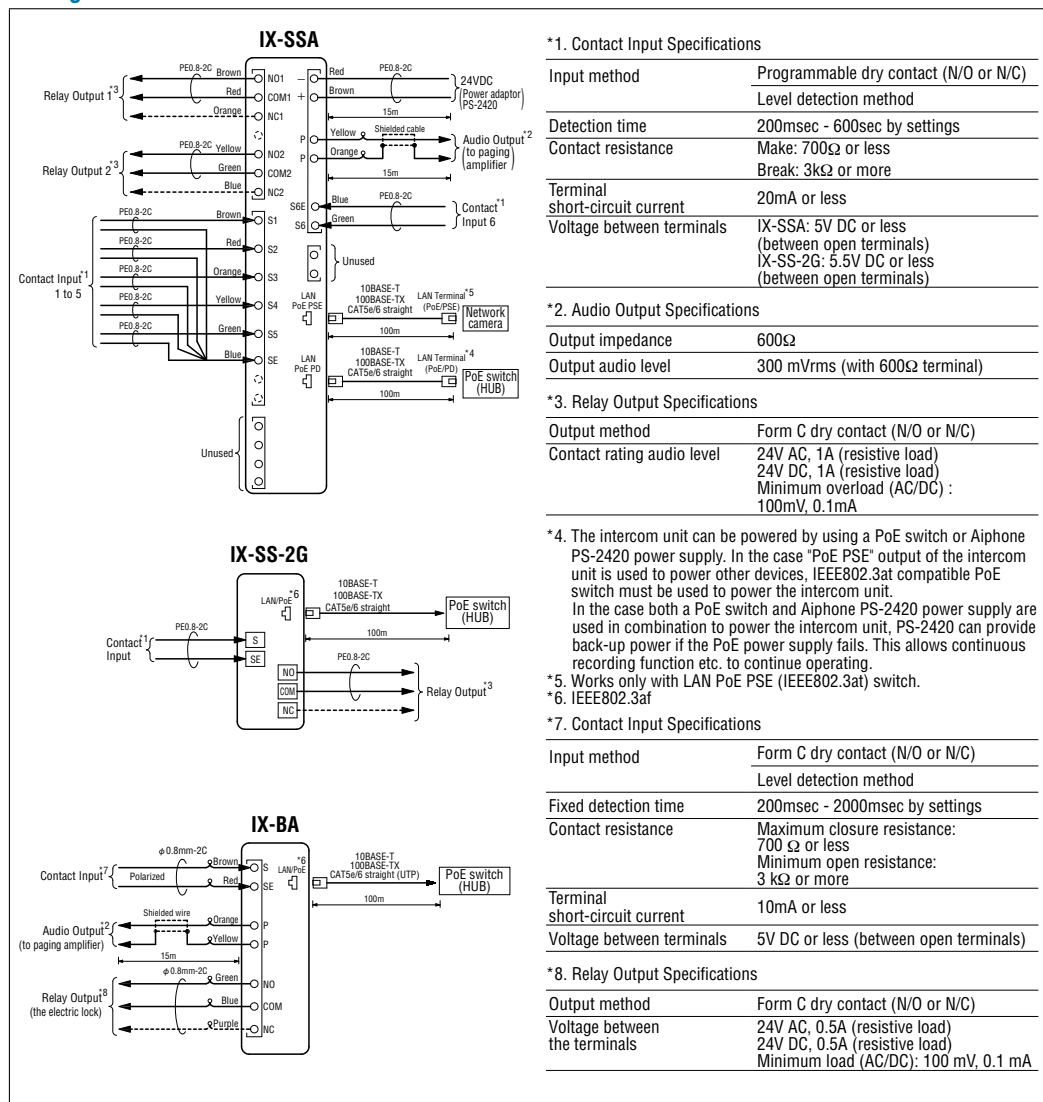 IX-SSA
PE0.8-2C
Brown
NO1
Relay Output 1*3
Red
COM1
Orange
NC1
PE0.8-2C
Yellow
NO2
Relay Output 2*3
Green
COM2
Blue
NC2
PE0.8-2C
Brown
S1
PE0.8-2C
Red
S2
PE0.8-2C
Orange
S3
Contact Input*1
1 to 5
PE0.8-2C
Yellow
S4
PE0.8-2C
Green
S5
Blue
SE
Unused
− Red
PE0.8-2C
+ Brown
24VDC
(Power adaptor)
PS-2420
15m
P Yellow
Shielded cable
P Orange
Audio Output*2
(to paging
amplifier)
15m
S6E Blue
PE0.8-2C
S6 Green
Contact*1
Input 6
Unused
LAN
PoE PSE
10BASE-T
100BASE-TX
CAT5e/6 straight
LAN Terminal*5
(PoE/PSE)
Network
camera
100m
LAN
PoE PD
10BASE-T
100BASE-TX
CAT5e/6 straight
LAN Terminal*4
(PoE/PD)
PoE switch
(HUB)
100m
IX-SS-2G
*6
LAN/PoE
10BASE-T
100BASE-TX
CAT5e/6 straight
PoE switch
(HUB)
100m
PE0.8-2C
Contact*1
Input
S
SE
NO
PE0.8-2C
COM
Relay Output*3
NC
IX-BA
φ0.8mm-2C
Brown
S
Contact Input*7
Polarized
Red
SE
*6
LAN/PoE
10BASE-T
100BASE-TX
CAT5e/6 straight (UTP)
PoE switch
(HUB)
100m
Shielded wire
Orange
P
Audio Output*2
(to paging amplifier)
Yellow
P
15m
φ0.8mm-2C
Green
NO
Relay Output*8
(the electric lock)
Blue
COM
Purple
NC
*1. Contact Input Specifications
Input method Programmable dry contact (N/O or N/C)
Level detection method
Detection time 200msec - 600sec by settings
Contact resistance Make: 700Ω or less
Break: 3kΩ or more
Terminal
short-circuit current 20mA or less
Voltage between terminals IX-SSA: 5V DC or less
(between open terminals)
IX-SS-2G: 5.5V DC or less
(between open terminals)
*2. Audio Output Specifications
Output impedance 600Ω
Output audio level 300 mVrms (with 600Ω terminal)
*3. Relay Output Specifications
Output method Form C dry contact (N/O or N/C)
Contact rating audio level 24V AC, 1A (resistive load)
24V DC, 1A (resistive load)
Minimum overload (AC/DC) :
100mV, 0.1mA
*4. The intercom unit can be powered by using a PoE switch or Aiphone
PS-2420 power supply. In the case "PoE PSE" output of the intercom
unit is used to power other devices, IEEE802.3at compatible PoE
switch must be used to power the intercom unit.
In the case both a PoE switch and Aiphone PS-2420 power supply are
used in combination to power the intercom unit, PS-2420 can provide
back-up power if the PoE power supply fails. This allows continuous
recording function etc. to continue operating.
*5. Works only with LAN PoE PSE (IEEE802.3at) switch.
*6. IEEE802.3af
*7. Contact Input Specifications
Input method Form C dry contact (N/O or N/C)
Level detection method
Fixed detection time 200msec - 2000msec by settings
Contact resistance Maximum closure resistance:
700 Ω or less
Minimum open resistance:
3 kΩ or more
Terminal
short-circuit current 10mA or less
Voltage between terminals 5V DC or less (between open terminals)
*8. Relay Output Specifications
Output method Form C dry contact (N/O or N/C)
Voltage between
the terminals 24V AC, 0.5A (resistive load)
24V DC, 0.5A (resistive load)
Minimum load (AC/DC): 100 mV, 0.1 mA